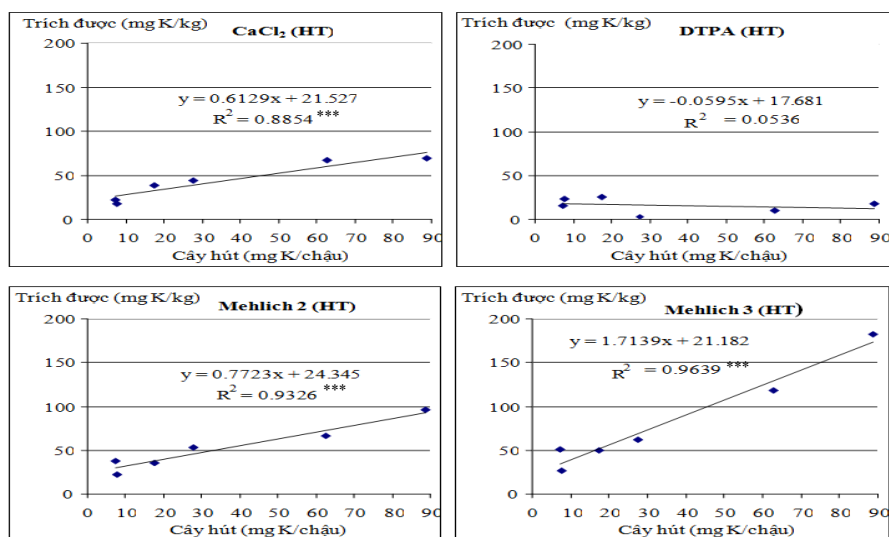 Trích được (mg K/kg)
CaCl₂ (HT)
200
150
100
50
0
y = 0.6129x + 21.527
R² = 0.8854 ***
0 10 20 30 40 50 60 70 80 90
Cây hút (mg K/chậu)
Trích được (mg K/kg)
DTPA (HT)
200
150
100
50
0
y = -0.0595x + 17.681
R² 0.0536
0 10 20 30 40 50 60 70 80 90
Cây hút (mg K/chậu)
Trích được (mg K/kg)
Mehlich 2 (HT)
200
150
100
50
0
y = 0.7723x + 24.345
R² = 0.9326 ***
0 10 20 30 40 50 60 70 80 90
Cây hút (mg K/chậu)
Trích được (mg K/kg)
Mehlich 3 (HT)
200
150
100
50
0
y = 1.7139x + 21.182
R² = 0.9639 ***
0 10 20 30 40 50 60 70 80 90
Cây hút (mg K/chậu)